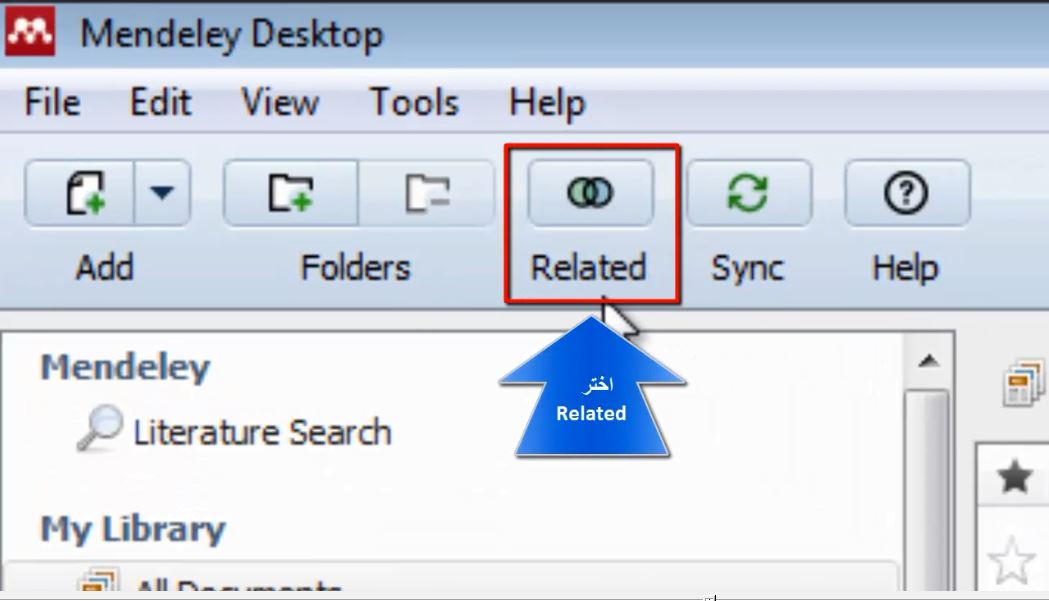 Mendeley Desktop
File Edit View Tools Help
Add Folders Related Sync Help
Mendeley
Literature Search
My Library
All Documents
اختر
Related